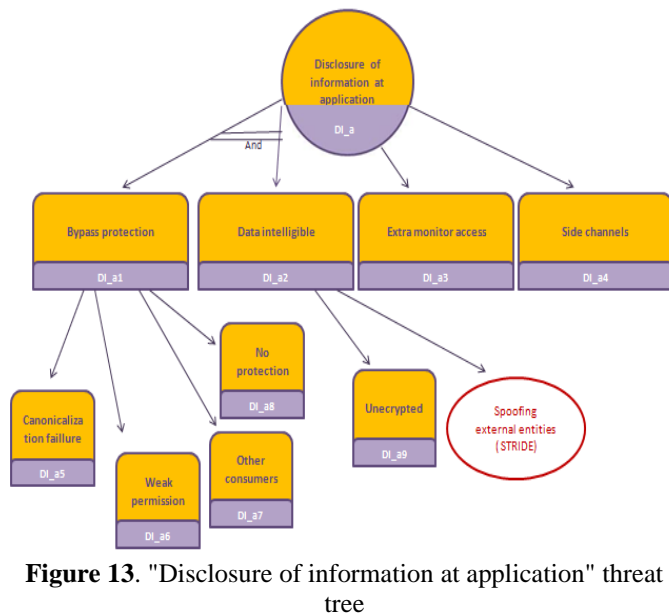 Disclosure of
information at
application
DI_a
And
Bypass protection
DI_a1
Data intelligible
DI_a2
Extra monitor access
DI_a3
Side channels
DI_a4
Canonicaliza
tion faillure
DI_a5
Weak
permission
DI_a6
Other
consumers
DI_a7
No
protection
DI_a8
Unecrypted
DI_a9
Spoofing
external entities
(STRIDE)
Figure 13. "Disclosure of information at application" threat
tree